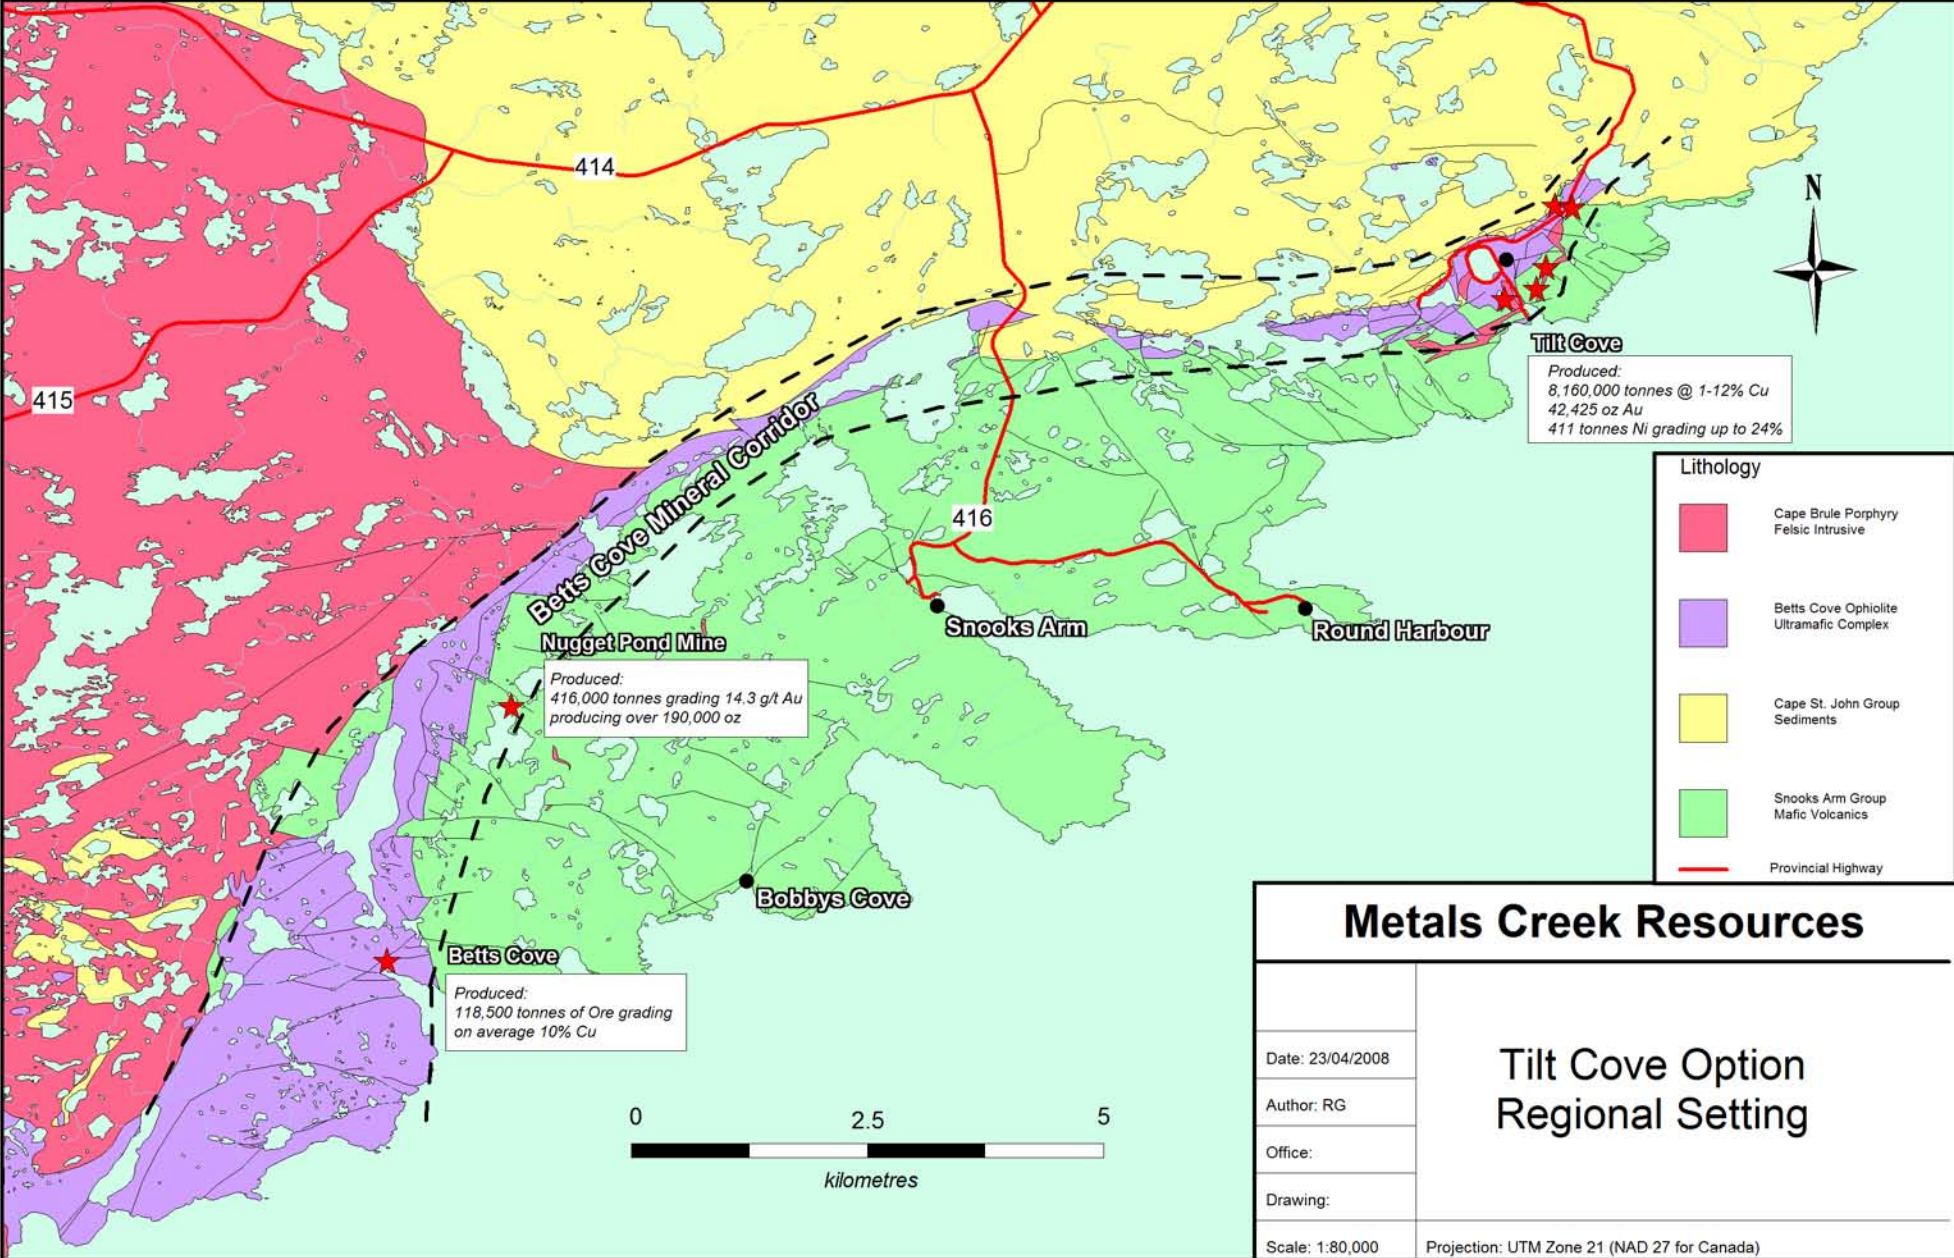 414
N
415
Tilt Cove
Produced:
8,160,000 tonnes @ 1-12% Cu
42,425 oz Au
411 tonnes Ni grading up to 24%
Betts Cove Mineral Corridor
416
Snooks Arm
Round Harbour
Nugget Pond Mine
Produced:
416,000 tonnes grading 14.3 g/t Au
producing over 190,000 oz
Bobbys Cove
Betts Cove
Produced:
118,500 tonnes of Ore grading
on average 10% Cu
0 2.5 5
kilometres
Lithology
Cape Brule Porphyry
Felsic Intrusive
Betts Cove Ophiolite
Ultramafic Complex
Cape St. John Group
Sediments
Snooks Arm Group
Mafic Volcanics
Provincial Highway
Metals Creek Resources
Tilt Cove Option
Regional Setting
Date: 23/04/2008
Author: RG
Office:
Drawing:
Scale: 1:80,000
Projection: UTM Zone 21 (NAD 27 for Canada)